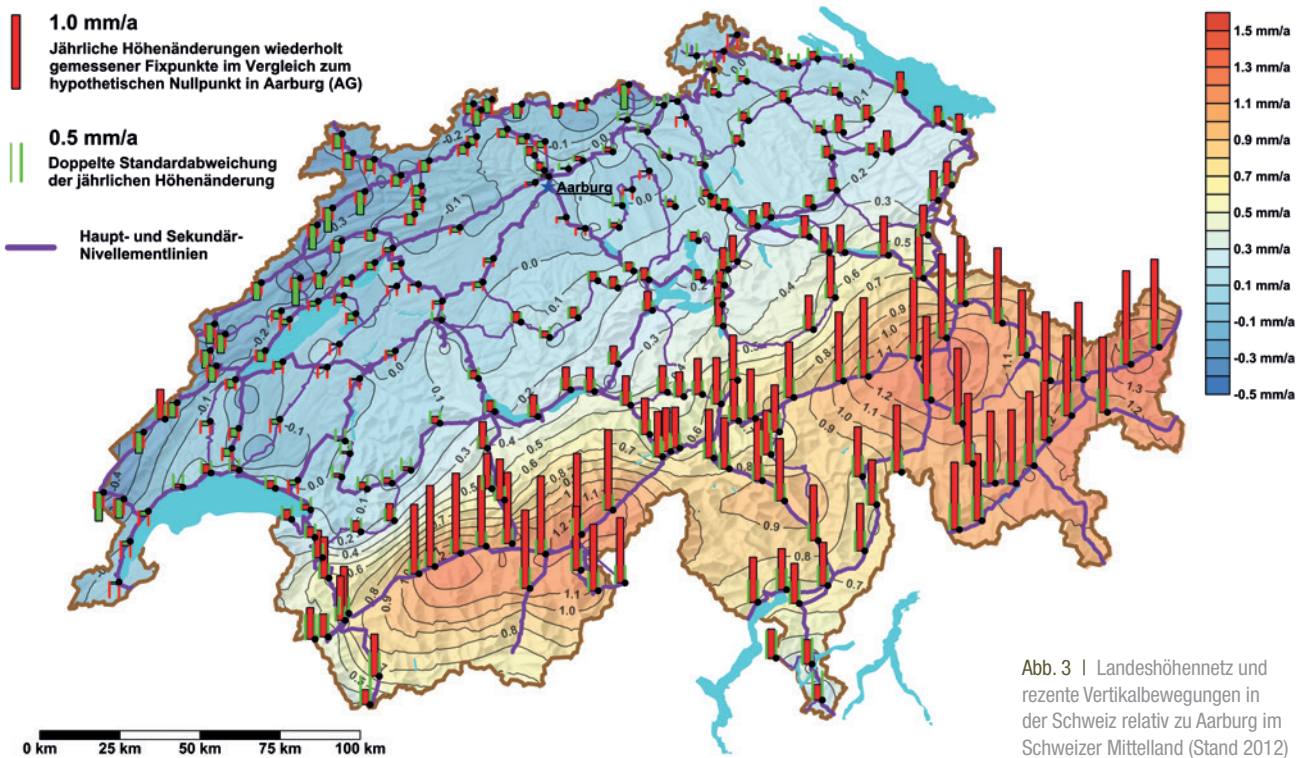 1.0 mm/a
Jährliche Höhenänderungen wiederholt
gemessener Fixpunkte im Vergleich zum
hypothetischen Nullpunkt in Aarburg (AG)
0.5 mm/a
Doppelte Standardabweichung
der jährlichen Höhenänderung
Haupt- und Sekundär-
Nivellementlinien
Aarburg
1.5 mm/a
1.3 mm/a
1.1 mm/a
0.9 mm/a
0.7 mm/a
0.5 mm/a
0.3 mm/a
0.1 mm/a
-0.1 mm/a
-0.3 mm/a
-0.5 mm/a
0 km 25 km 50 km 75 km 100 km
Abb. 3 | Landeshöhennetz und
rezente Vertikalbewegungen in
der Schweiz relativ zu Aarburg im
Schweizer Mittelland (Stand 2012)